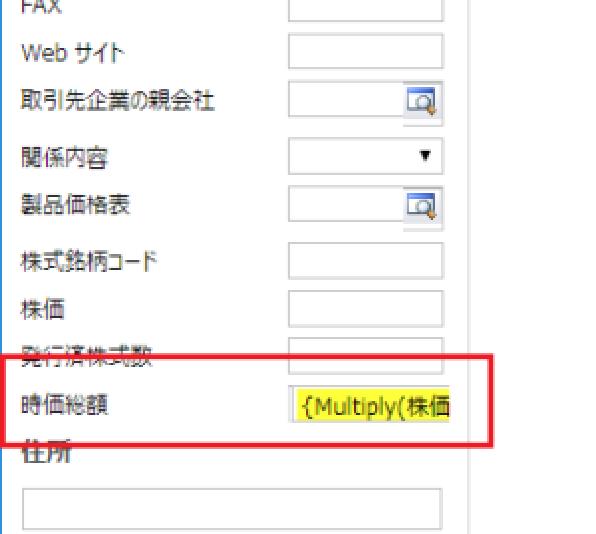 FAX
Web サイト
取引先企業の親会社
関係内容
製品価格表
株式銘柄コード
株価
発行済株式数
時価総額 {Multiply(株価
住所